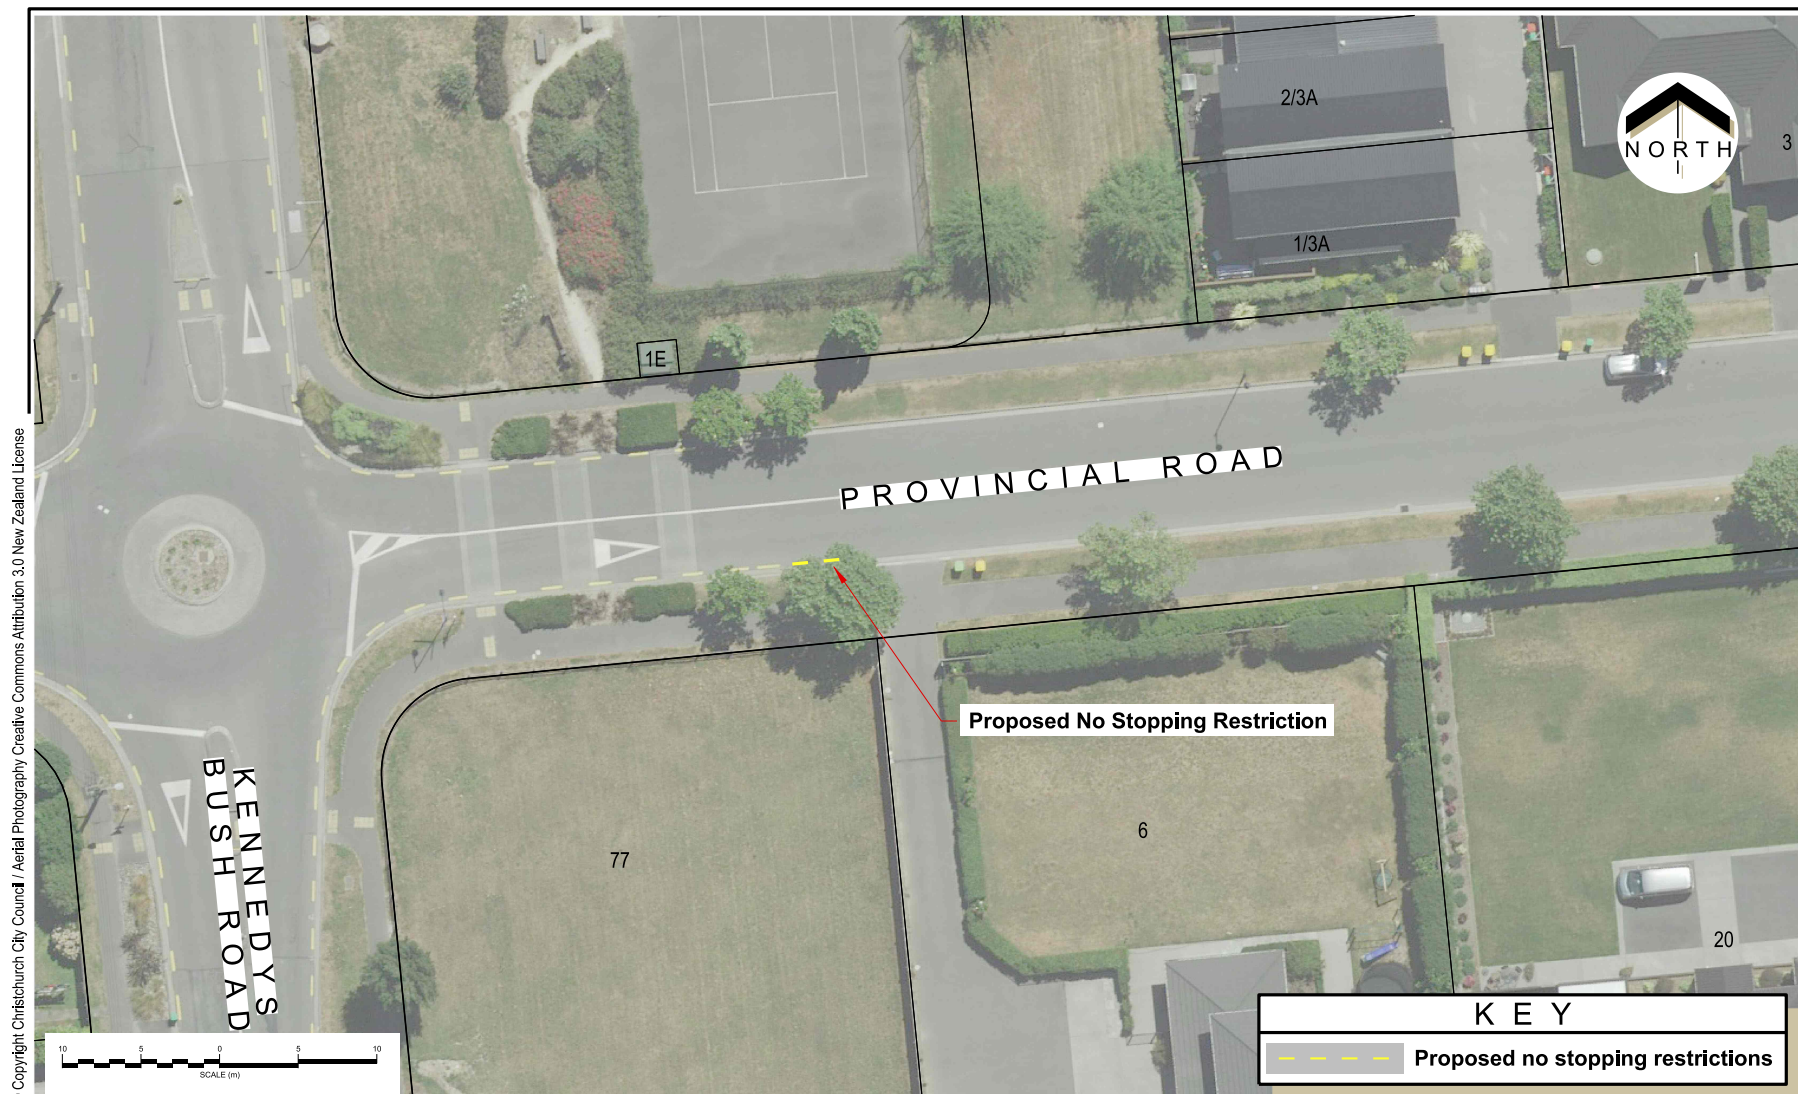 2/3A
NORTH
3
1/3A
1E
PROVINCIAL ROAD
Proposed No Stopping Restriction
KENNEDYS
BUSH ROAD
6
77
20
KEY
Proposed no stopping restrictions
10 5 0 5 10
SCALE (m)
Copyright Christchurch City Council / Aerial Photography Creative Commons Attribution 3.0 New Zealand License